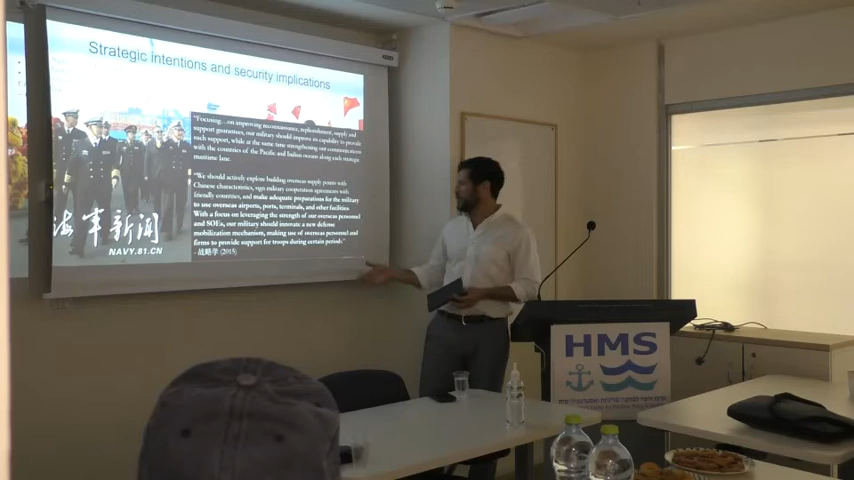 Strategic intentions and security implications
"Focusing…on improving reconnaissance, replenishment, supply and
support guarantees, our military should improve its capability to provide
such support, while at the same time strengthening our communications
with the countries of the Pacific and Indian oceans along each strategic
maritime lane.
"We should actively explore building overseas supply points with
Chinese characteristics, sign military cooperation agreements with
friendly countries, and make adequate preparations for the military
to use overseas airports, ports, terminals, and other facilities.
With a focus on leveraging the strength of our overseas personnel
and SOEs, our military should innovate a new defense
mobilization mechanism, making use of overseas personnel and
firms to provide support for troops during certain periods."
- 战略学 (2015)
海军新闻
NAVY.81.CN
HMS